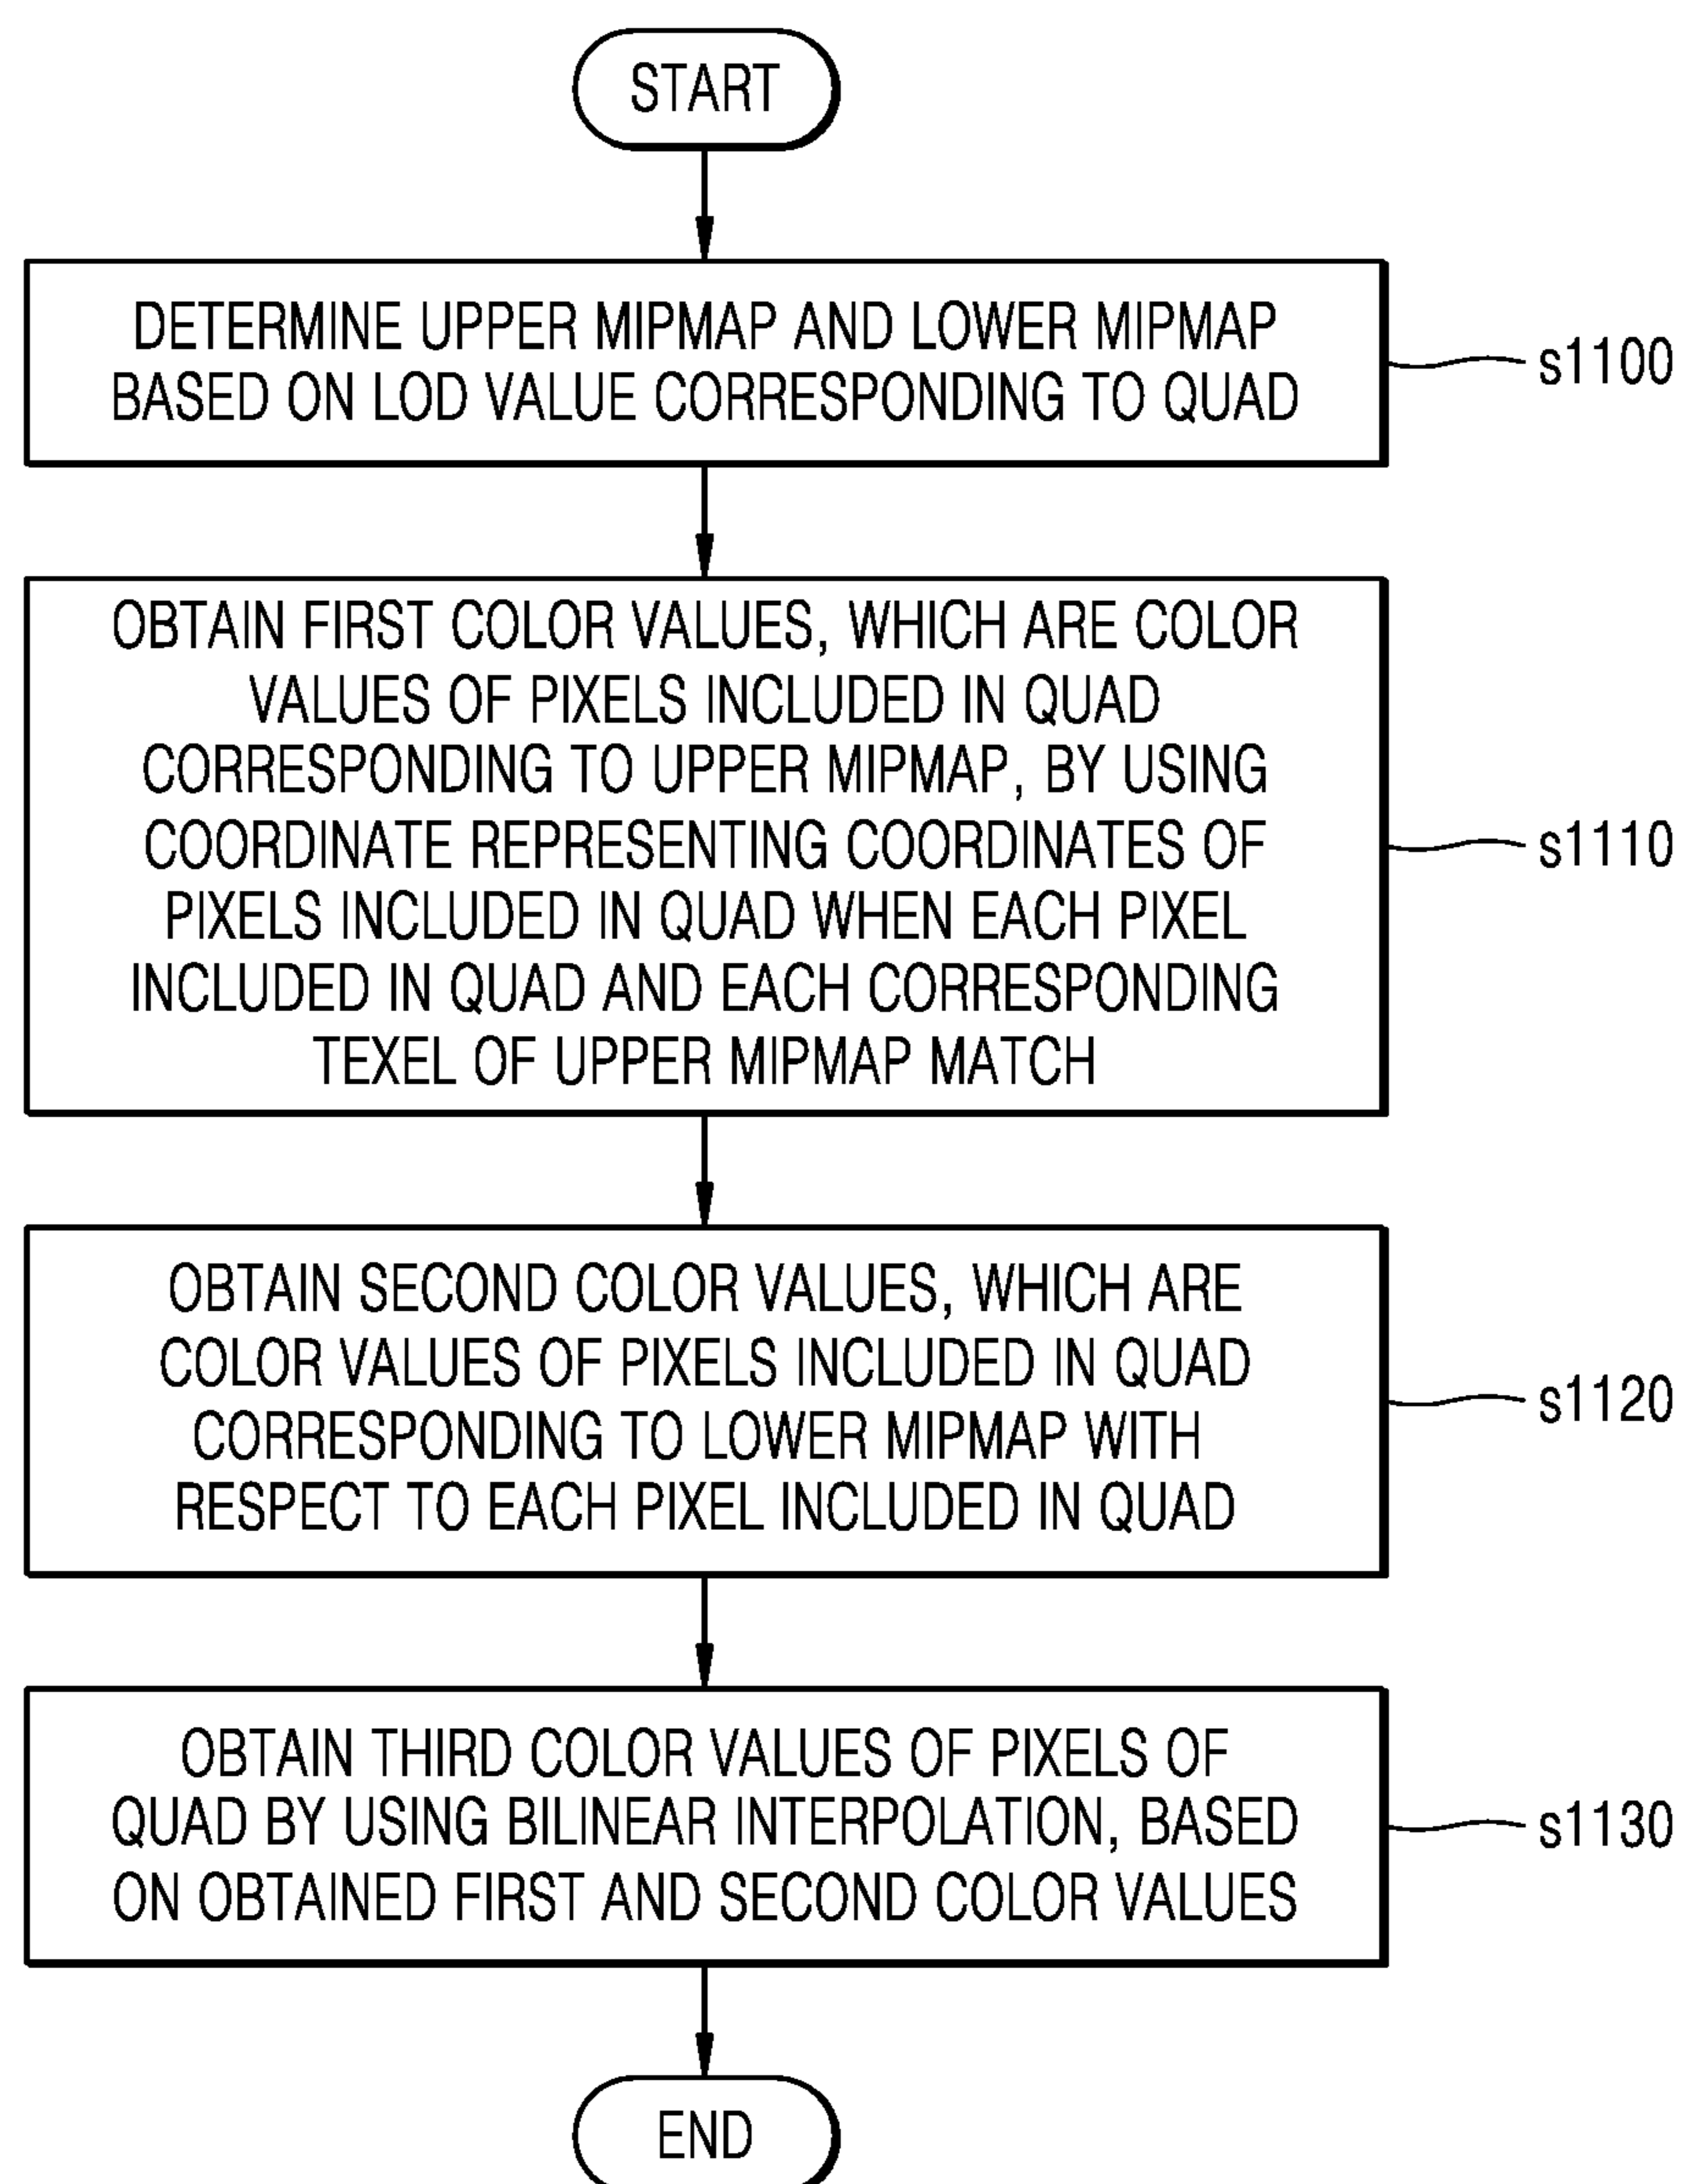 START
DETERMINE UPPER MIPMAP AND LOWER MIPMAP
BASED ON LOD VALUE CORRESPONDING TO QUAD
s1100
OBTAIN FIRST COLOR VALUES, WHICH ARE COLOR
VALUES OF PIXELS INCLUDED IN QUAD
CORRESPONDING TO UPPER MIPMAP, BY USING
COORDINATE REPRESENTING COORDINATES OF
PIXELS INCLUDED IN QUAD WHEN EACH PIXEL
INCLUDED IN QUAD AND EACH CORRESPONDING
TEXEL OF UPPER MIPMAP MATCH
s1110
OBTAIN SECOND COLOR VALUES, WHICH ARE
COLOR VALUES OF PIXELS INCLUDED IN QUAD
CORRESPONDING TO LOWER MIPMAP WITH
RESPECT TO EACH PIXEL INCLUDED IN QUAD
s1120
OBTAIN THIRD COLOR VALUES OF PIXELS OF
QUAD BY USING BILINEAR INTERPOLATION, BASED
ON OBTAINED FIRST AND SECOND COLOR VALUES
s1130
END